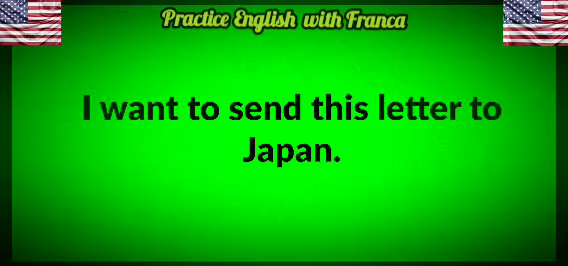 Practice English with Franca
I want to send this letter to
Japan.